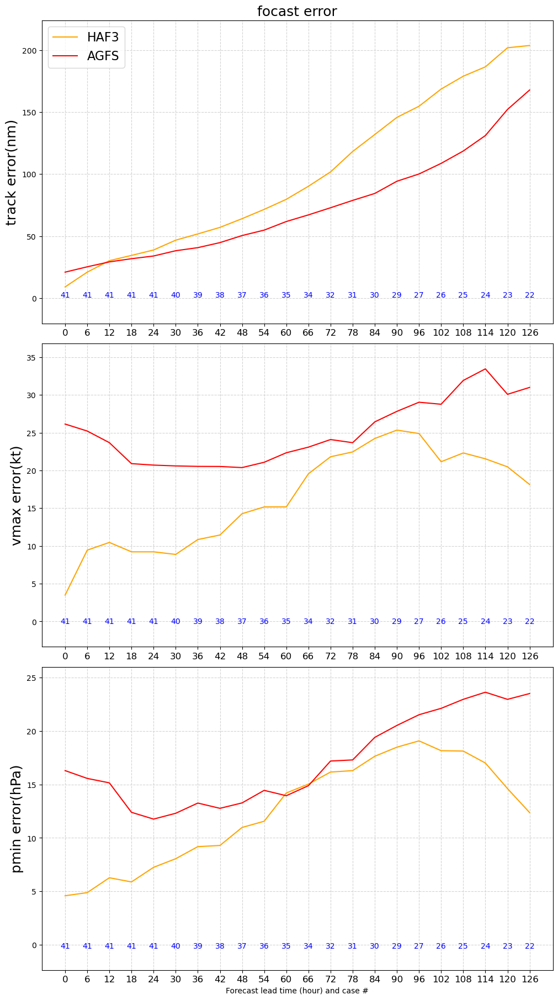 focast error
HAF3
AGFS
track error(nm)
200
150
100
50
0
41 41 41 41 41 40 39 38 37 36 35 34 32 31 30 29 27 26 25 24 23 22
0 6 12 18 24 30 36 42 48 54 60 66 72 78 84 90 96 102 108 114 120 126
vmax error(kt)
35
30
25
20
15
10
5
0
41 41 41 41 41 40 39 38 37 36 35 34 32 31 30 29 27 26 25 24 23 22
0 6 12 18 24 30 36 42 48 54 60 66 72 78 84 90 96 102 108 114 120 126
pmin error(hPa)
25
20
15
10
5
0
41 41 41 41 41 40 39 38 37 36 35 34 32 31 30 29 27 26 25 24 23 22
0 6 12 18 24 30 36 42 48 54 60 66 72 78 84 90 96 102 108 114 120 126
Forecast lead time (hour) and case #